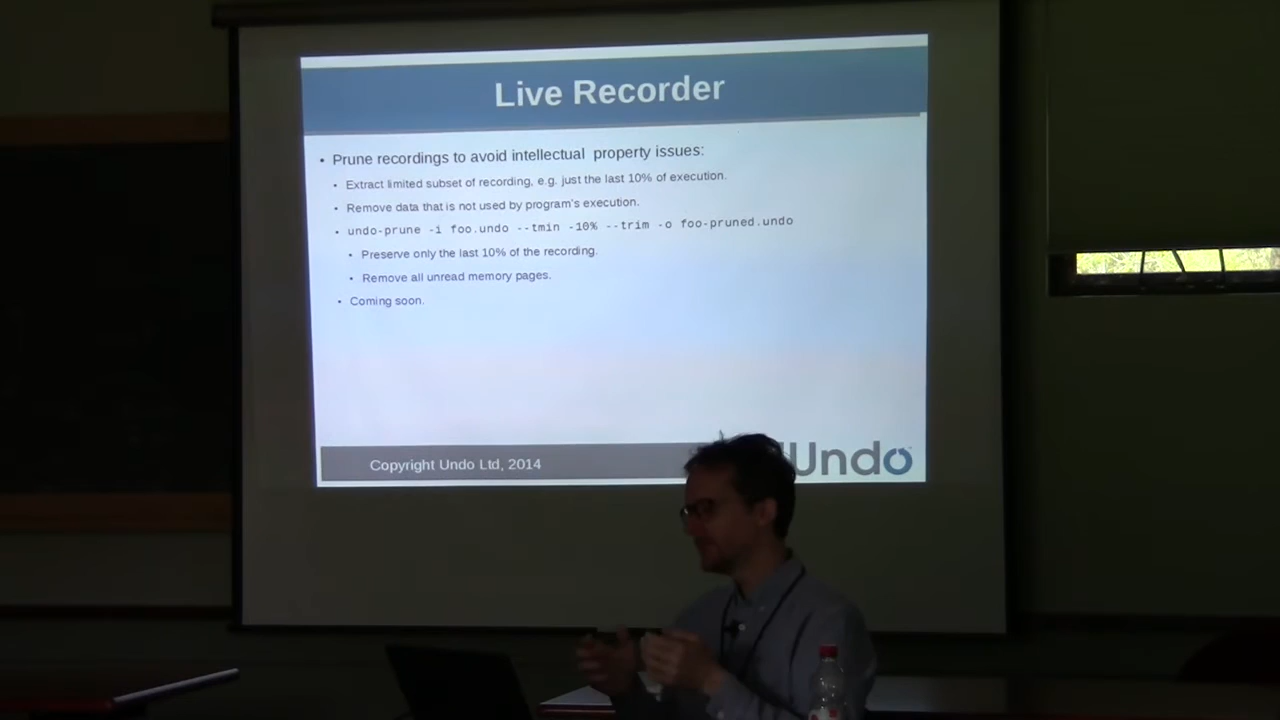 Live Recorder
• Prune recordings to avoid intellectual property issues:
• Extract limited subset of recording, e.g. just the last 10% of execution.
• Remove data that is not used by program's execution.
• undo-prune -i foo.undo --tmin -10% --trim -o foo-pruned.undo
• Preserve only the last 10% of the recording.
• Remove all unread memory pages.
• Coming soon.
Copyright Undo Ltd, 2014
Undo